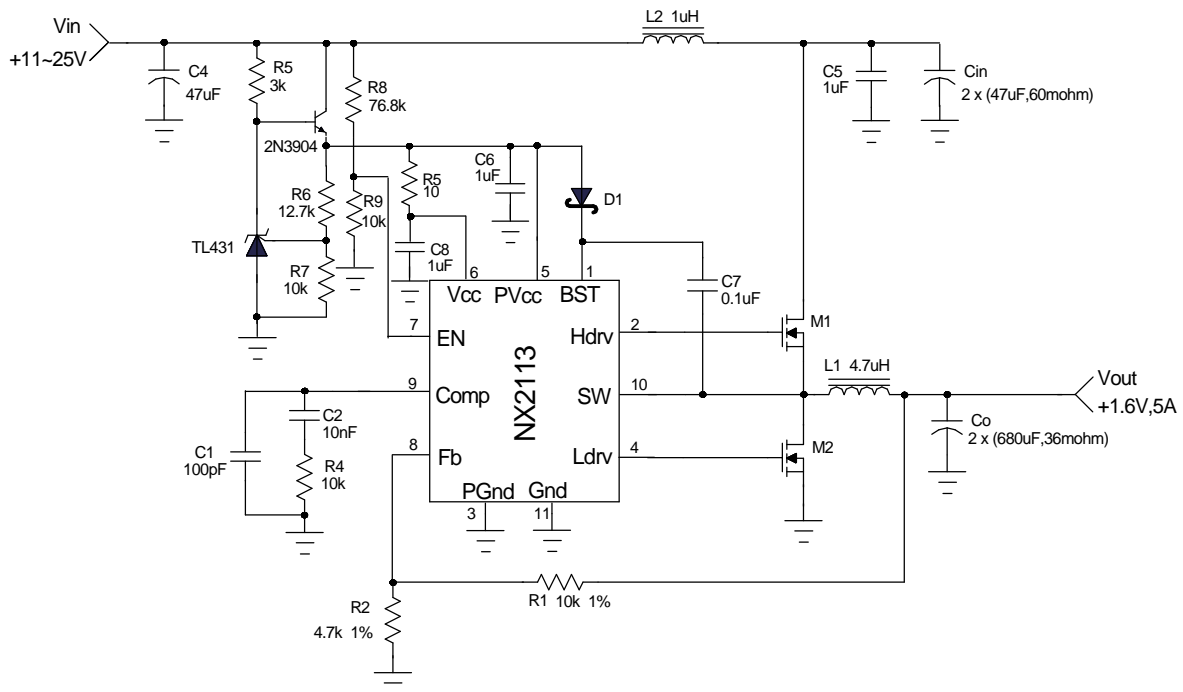 Vin
+11~25V
C4
47uF
R5
3k
2N3904
R8
76.8k
L2 1uH
C5
1uF
Cin
2 x (47uF,60mohm)
R6
12.7k
R9
10k
R5
10
C6
1uF
D1
TL431
R7
10k
C8
1uF
C7
0.1uF
6
5
1
Vcc
PVcc
BST
7
EN
2
Hdrv
M1
NX2113
9
Comp
10
SW
L1 4.7uH
Vout
+1.6V,5A
C2
10nF
C1
100pF
R4
10k
8
Fb
4
Ldrv
M2
Co
2 x (680uF,36mohm)
PGnd
Gnd
3
11
R1 10k 1%
R2
4.7k 1%